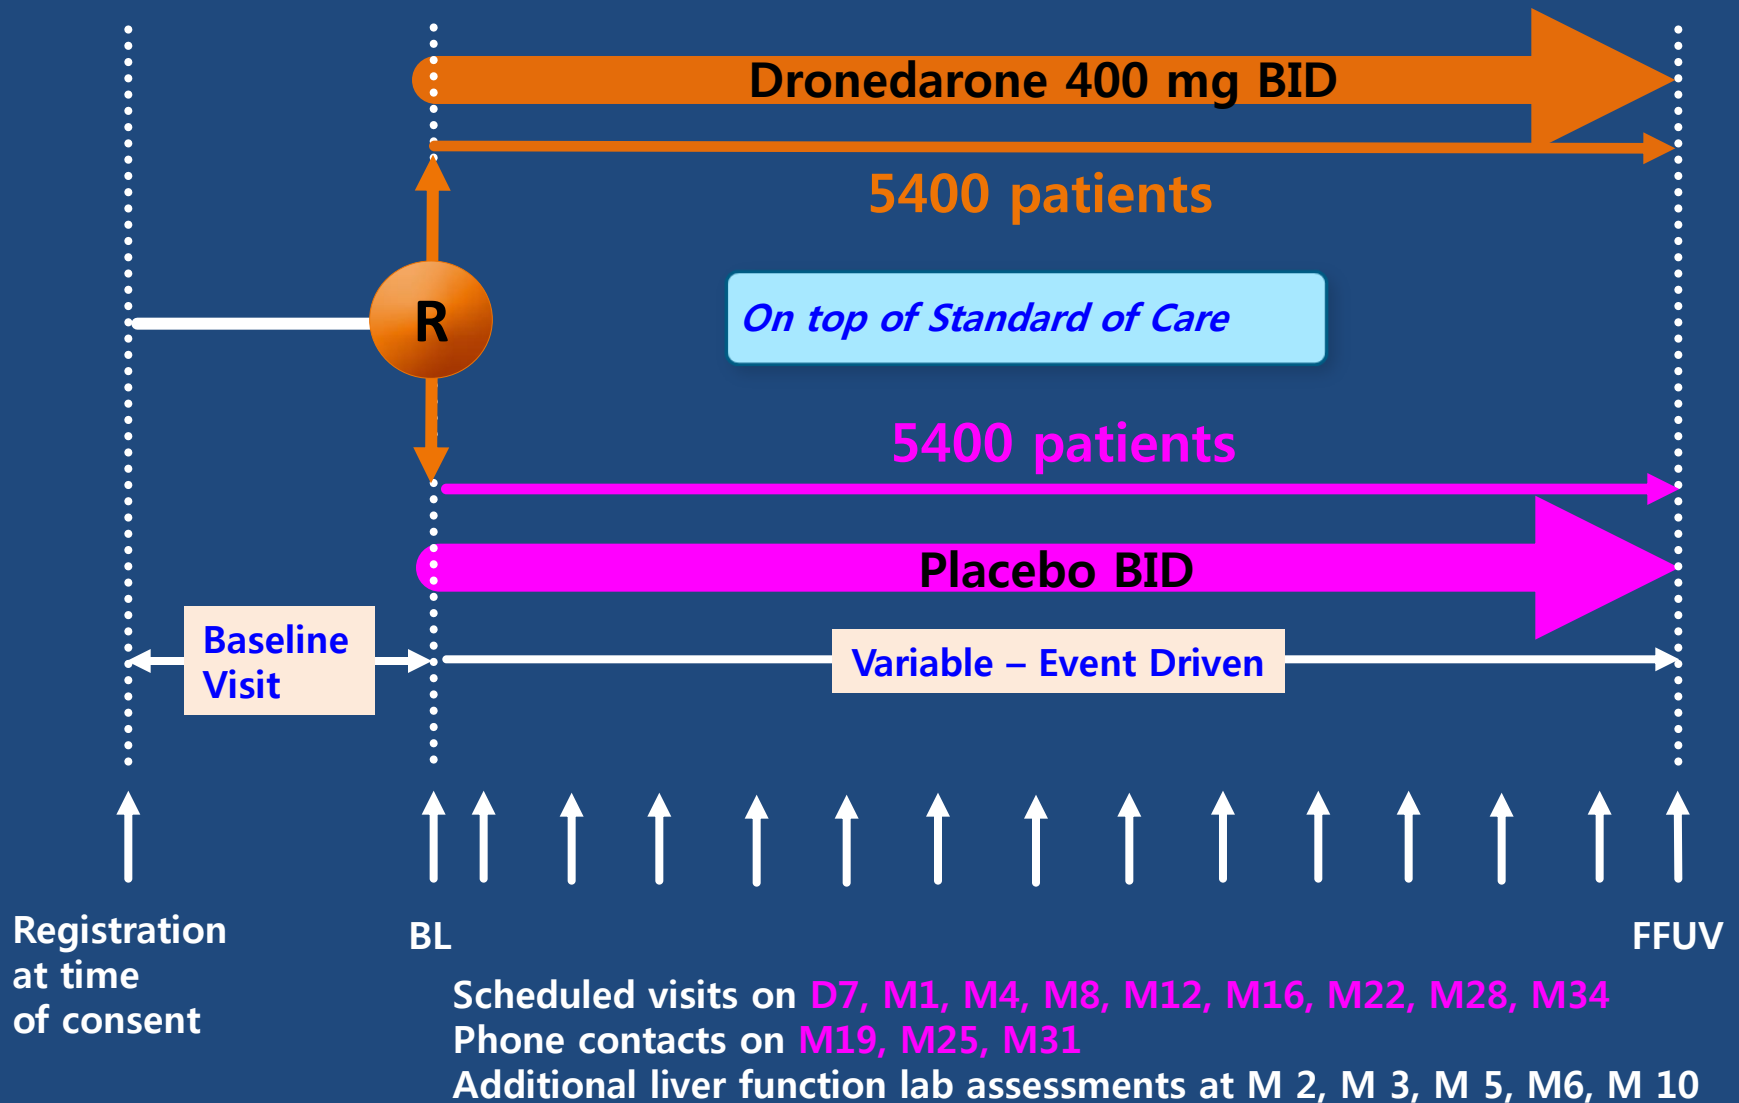 Dronedarone 400 mg BID
5400 patients
R
On top of Standard of Care
5400 patients
Placebo BID
Baseline
Visit
Variable – Event Driven
Registration
at time
of consent
BL
FFUV
Scheduled visits on D7, M1, M4, M8, M12, M16, M22, M28, M34
Phone contacts on M19, M25, M31
Additional liver function lab assessments at M 2, M 3, M 5, M6, M 10